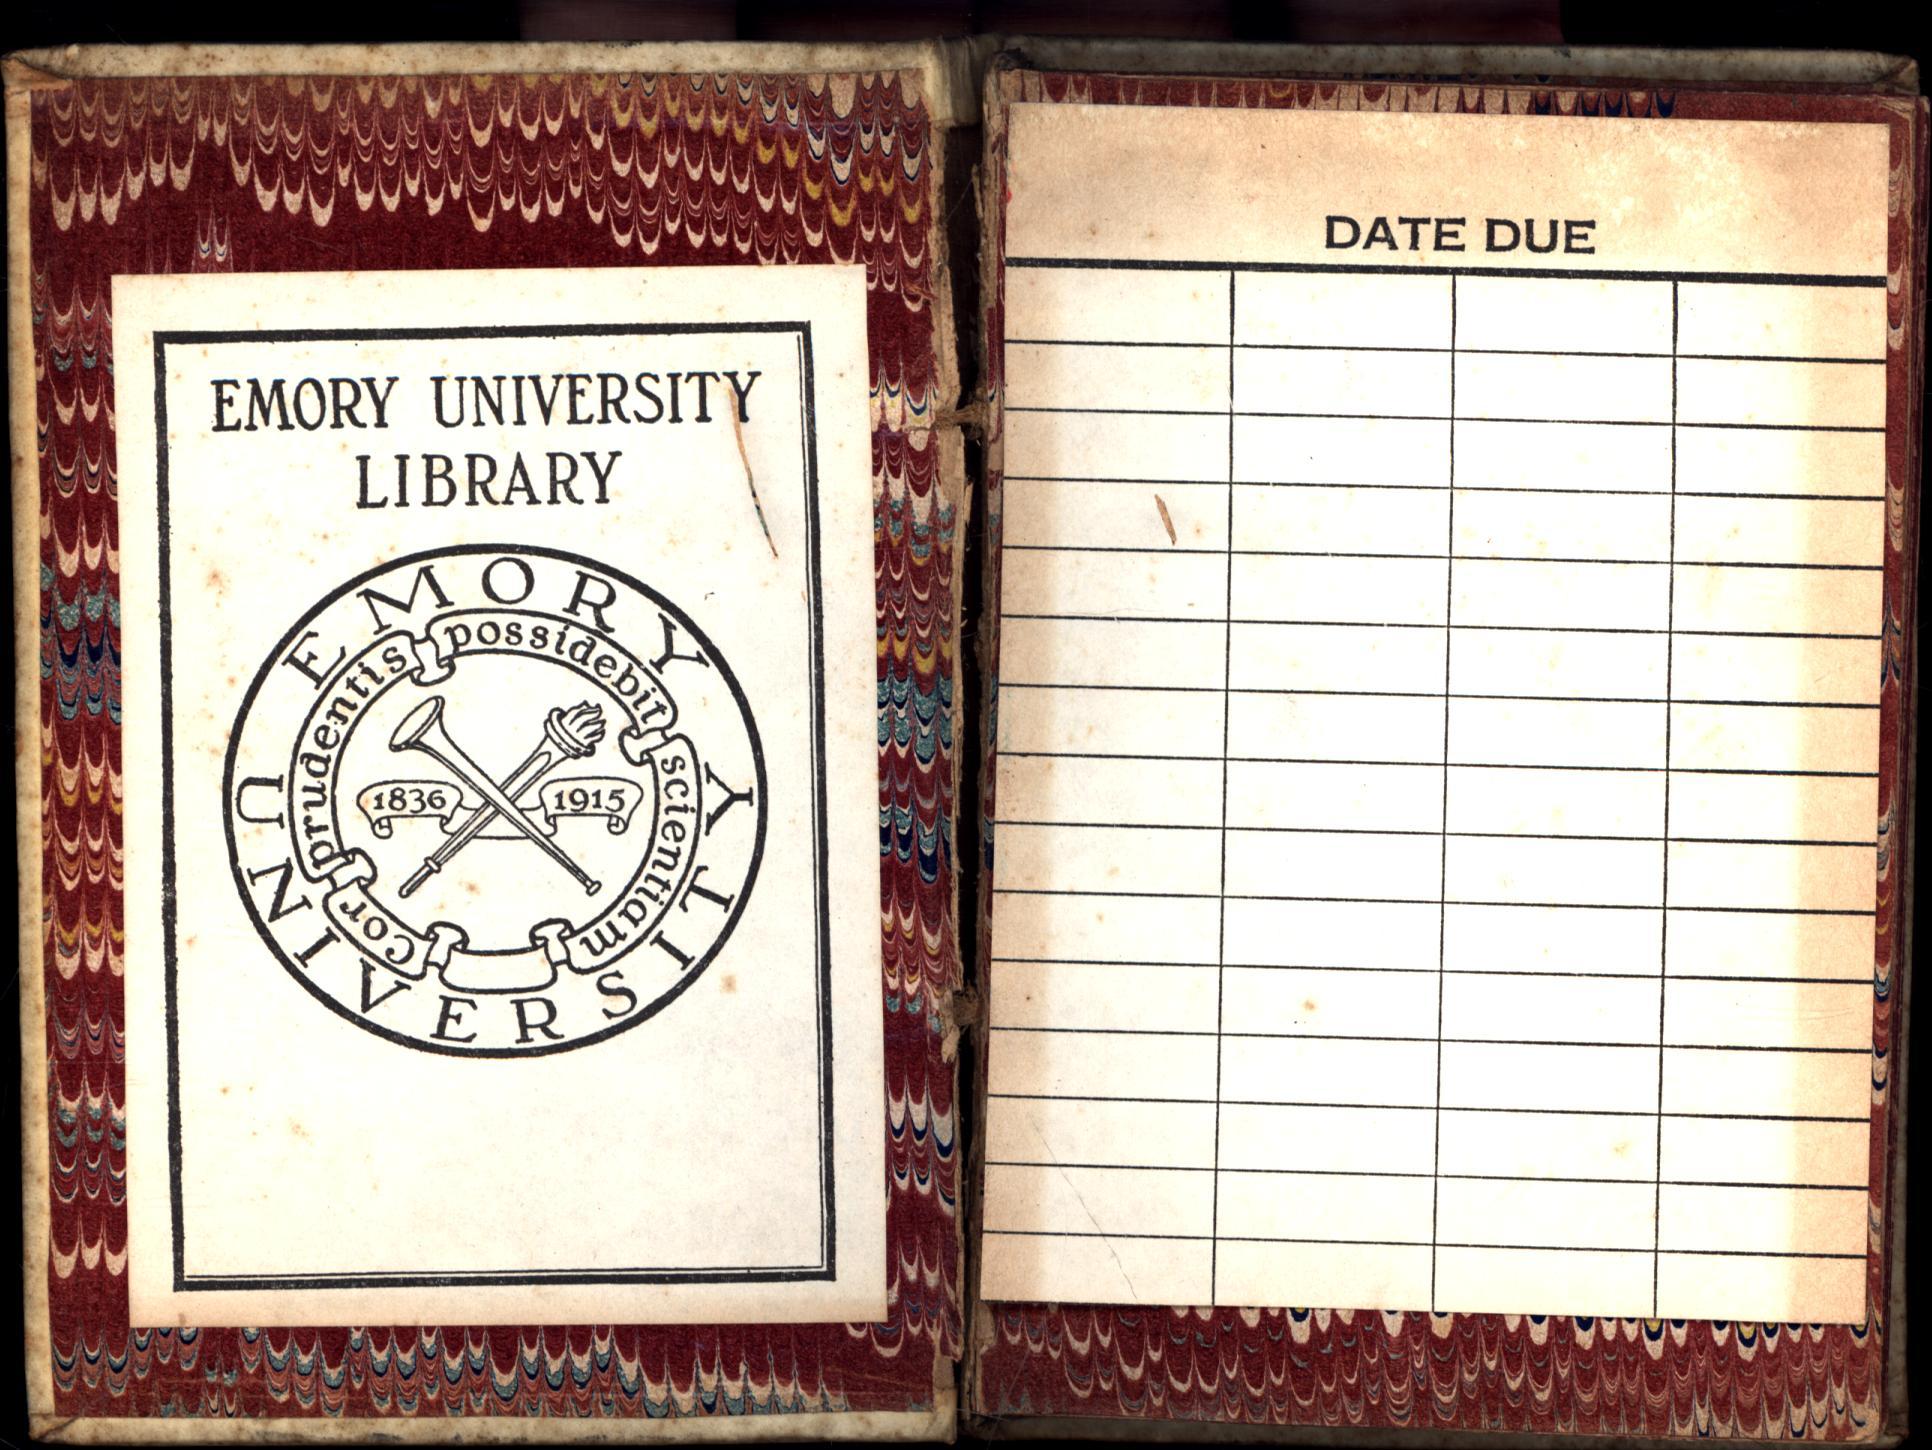 EMORY UNIVERSITY
LIBRARY
EMORY UNIVERSITY
cor prudentis possidebit scientiam
1836 1915
DATE DUE